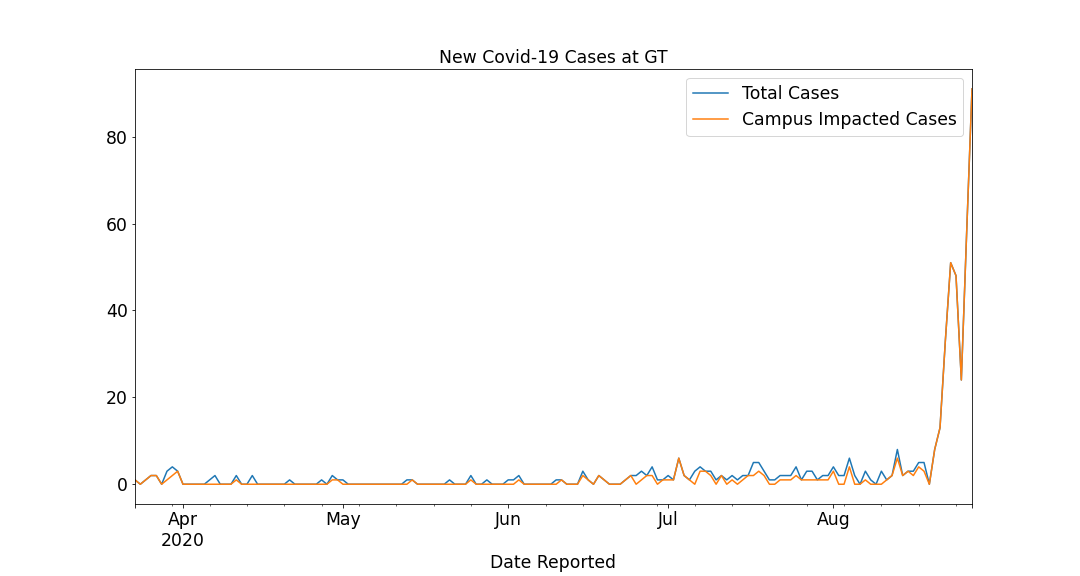 New Covid-19 Cases at GT
Total Cases
Campus Impacted Cases
80
60
40
20
0
Apr May Jun Jul Aug
2020
Date Reported